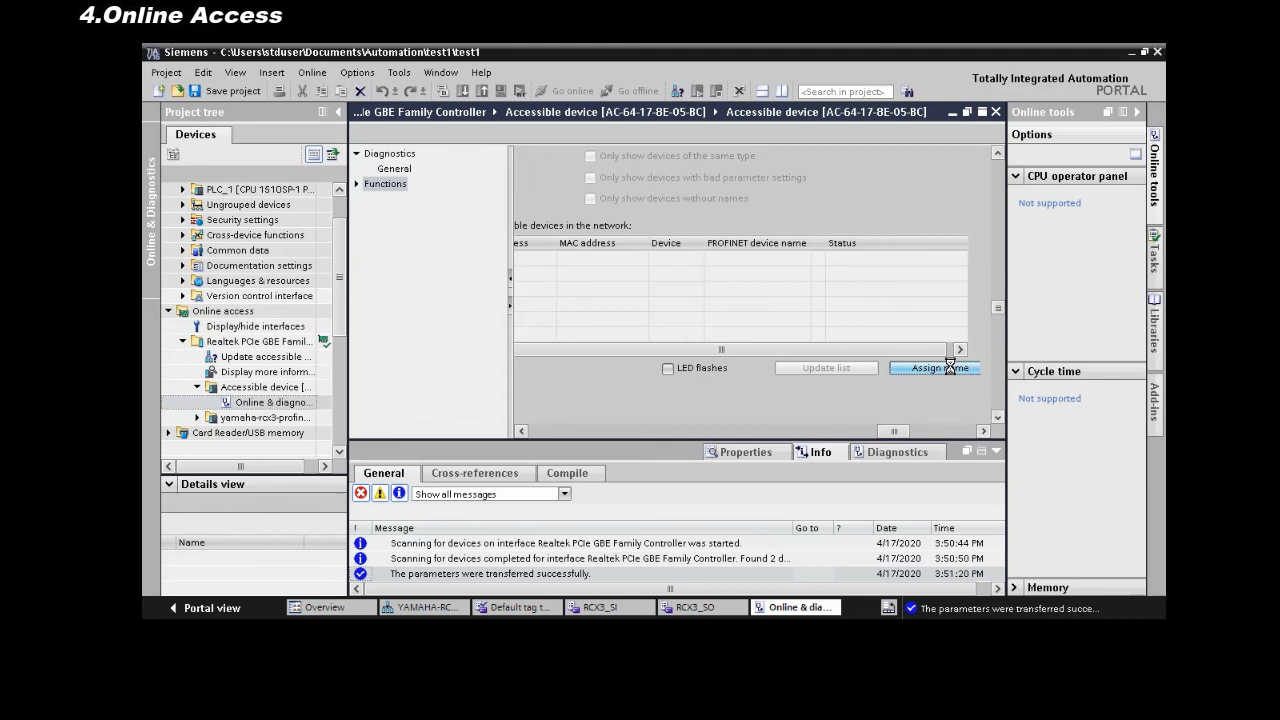 4.Online Access
Siemens - C:\Users\stduser\Documents\Automation\test1\test1
Project Edit View Insert Online Options Tools Window Help
Totally Integrated Automation
PORTAL
Save project
Go online
Go offline
<Search in project>
Project tree
Devices
Online & Diagnostics
PLC_1 [CPU 1510SP-1 P...
Ungrouped devices
Security settings
Cross-device functions
Common data
Documentation settings
Languages & resources
Version control interface
Online access
Display/hide interfaces
Realtek PCIe GBE Famil...
Update accessible ...
Display more inform...
Accessible device [...
Online & diagno...
yamaha-rcx3-profin...
Card Reader/USB memory
Details view
Name
...le GBE Family Controller Accessible device [AC-64-17-8E-05-BC] Accessible device [AC-64-17-8E-05-BC]
Diagnostics
General
Functions
Only show devices of the same type
Only show devices with bad parameter settings
Only show devices without names
ble devices in the network:
ess MAC address Device PROFINET device name Status
LED flashes
Update list
Assign name
Properties Info Diagnostics
General Cross-references Compile
Show all messages
! Message Go to ? Date Time
Scanning for devices on interface Realtek PCIe GBE Family Controller was started. 4/17/2020 3:50:44 PM
Scanning for devices completed for interface Realtek PCIe GBE Family Controller. Found 2 d... 4/17/2020 3:50:50 PM
The parameters were transferred successfully. 4/17/2020 3:51:20 PM
Online tools
Options
CPU operator panel
Not supported
Cycle time
Not supported
Memory
Online tools
Tasks
Libraries
Add-ins
Portal view
Overview
YAMAHA-RC...
Default tag t...
RCX3_SI
RCX3_SO
Online & dia...
The parameters were transferred succe...